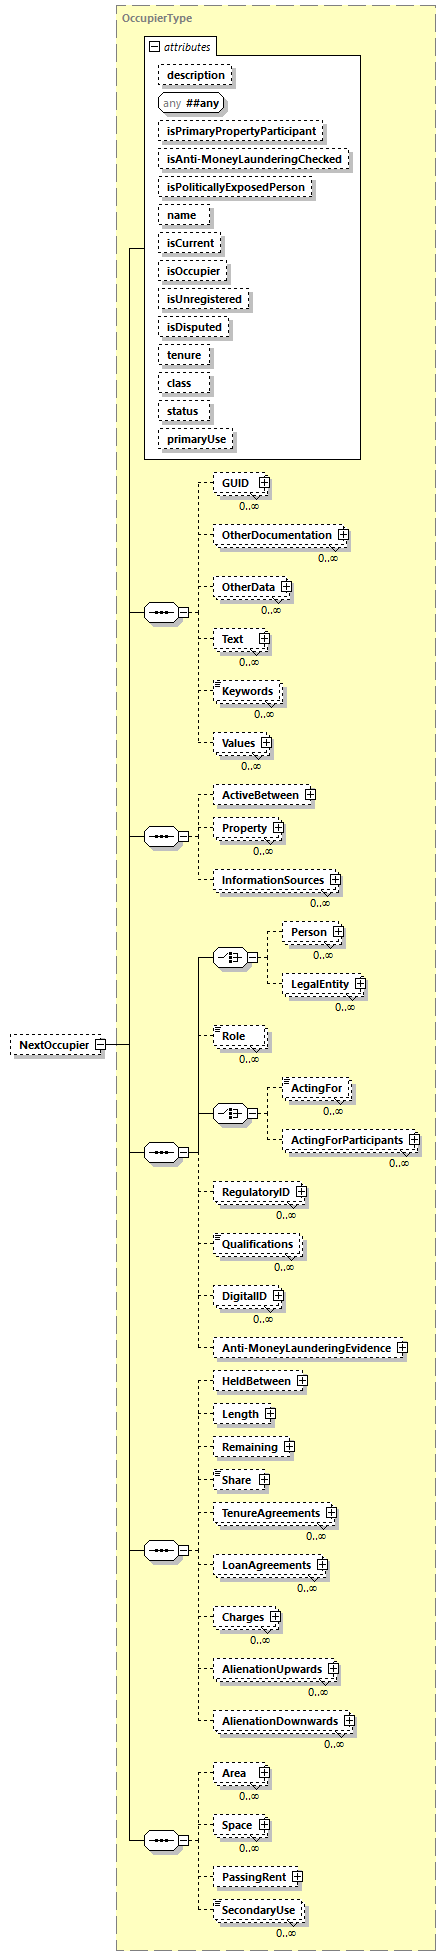 OccupierType
attributes
description
any ##any
isPrimaryPropertyParticipant
isAnti-MoneyLaunderingChecked
isPoliticallyExposedPerson
name
isCurrent
isOccupier
isUnregistered
isDisputed
tenure
class
status
primaryUse
GUID
0..∞
OtherDocumentation
0..∞
OtherData
0..∞
Text
0..∞
Keywords
0..∞
Values
0..∞
ActiveBetween
Property
0..∞
InformationSources
0..∞
Person
0..∞
LegalEntity
0..∞
Role
0..∞
NextOccupier
ActingFor
0..∞
ActingForParticipants
0..∞
RegulatoryID
0..∞
Qualifications
0..∞
DigitalID
0..∞
Anti-MoneyLaunderingEvidence
HeldBetween
Length
Remaining
Share
TenureAgreements
0..∞
LoanAgreements
0..∞
Charges
0..∞
AlienationUpwards
0..∞
AlienationDownwards
0..∞
Area
0..∞
Space
0..∞
PassingRent
SecondaryUse
0..∞